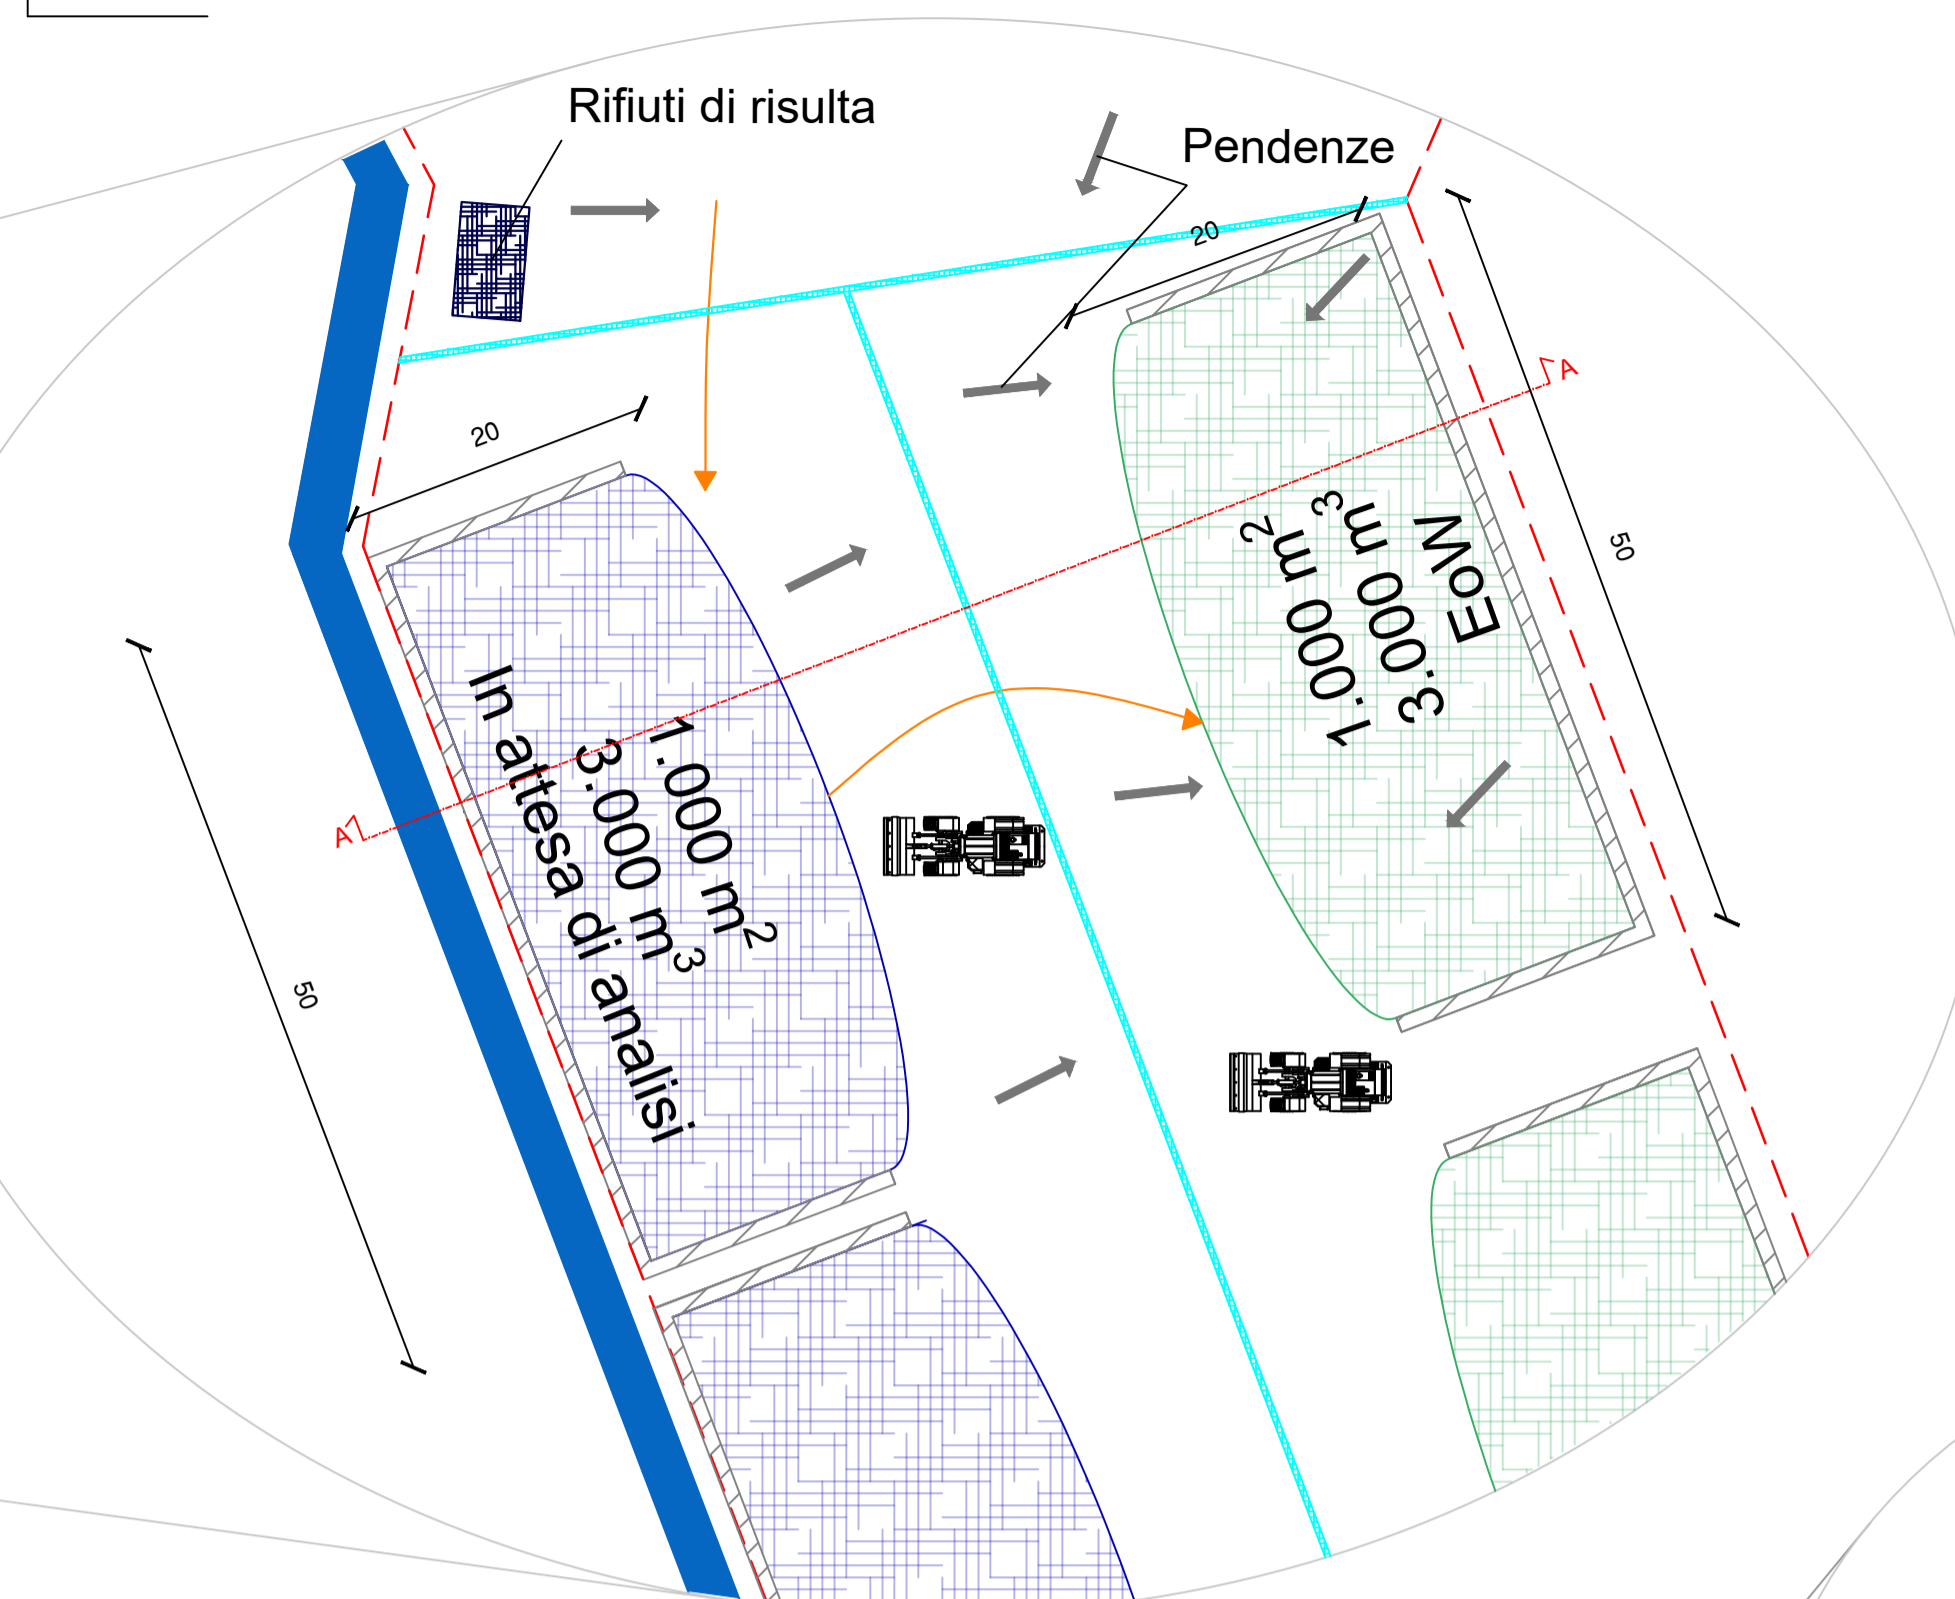 Rifiuti di risulta
Pendenze
20
20
50
50
A
A
In attesa di analisi
3.000 m³
1.000 m²
EoW
3.000 m³
1.000 m²